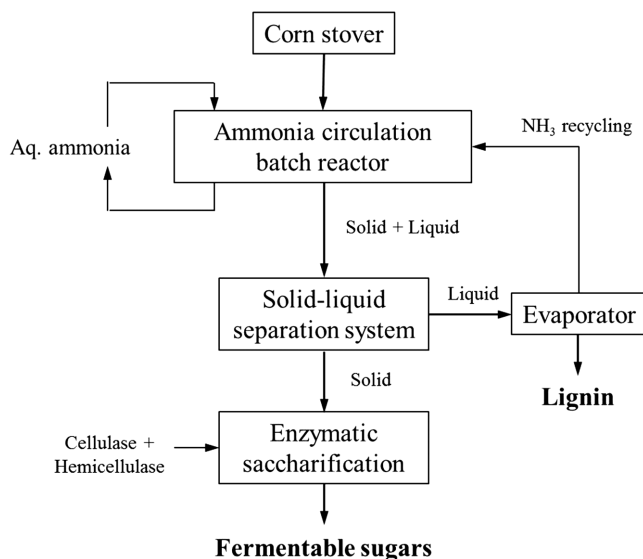 Corn stover
Ammonia circulation
batch reactor
Aq. ammonia
NH₃ recycling
Solid + Liquid
Solid-liquid
separation system
Liquid
Evaporator
Solid
Lignin
Cellulase +
Hemicellulase
Enzymatic
saccharification
Fermentable sugars